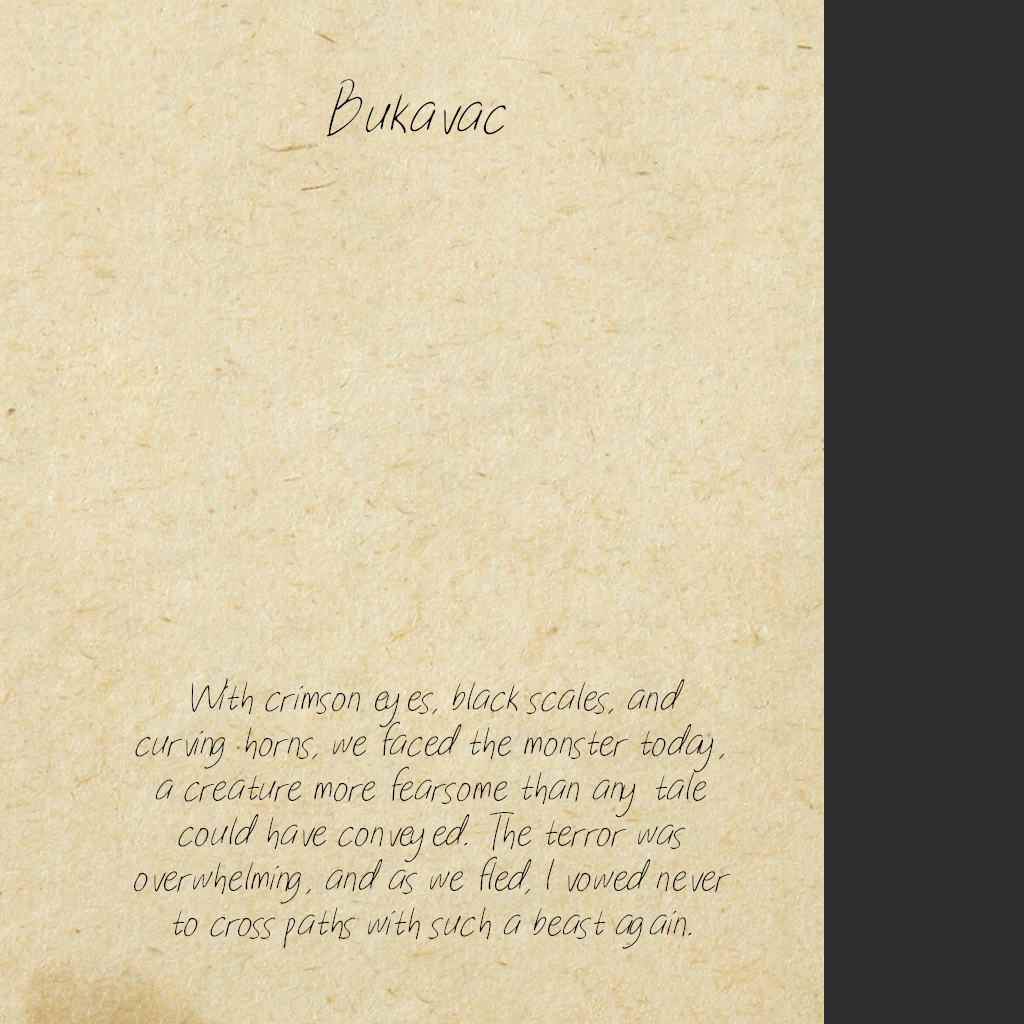 Bukavac
With crimson eyes, black scales, and
curving horns, we faced the monster today,
a creature more fearsome than any tale
could have conveyed. The terror was
overwhelming, and as we fled, I vowed never
to cross paths with such a beast again.